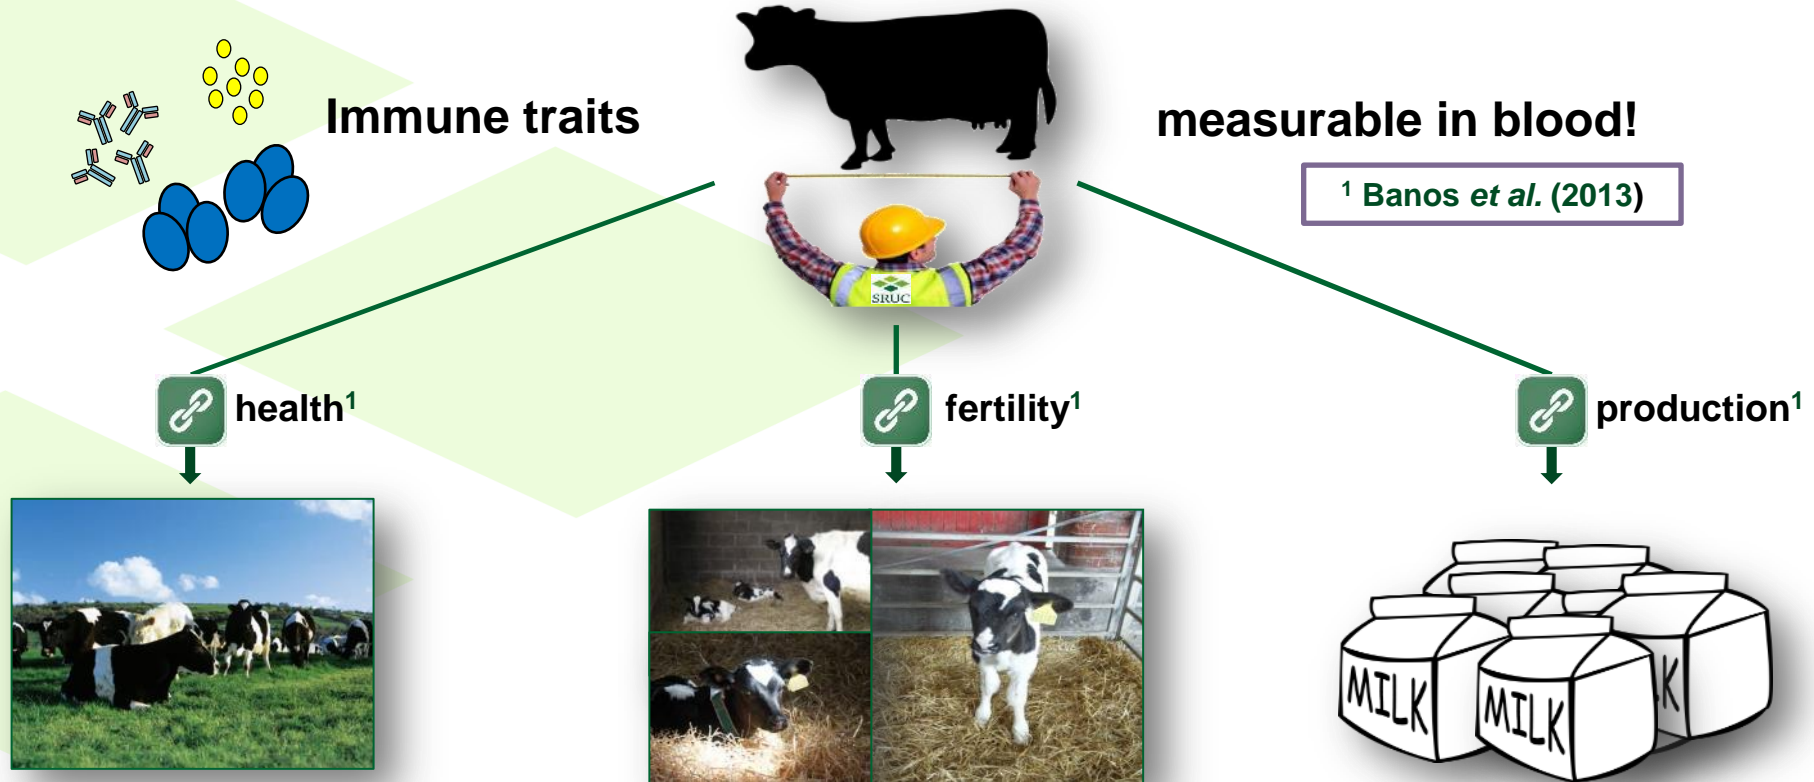 Immune traits
measurable in blood!
¹ Banos et al. (2013)
SRUC
health¹
fertility¹
production¹
MILK
MILK
K